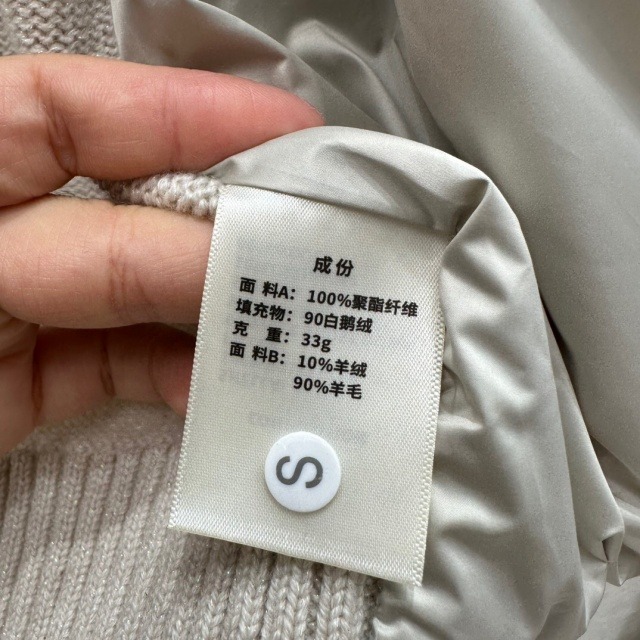 成份
面 料A： 100%聚酯纤维
填充物： 90白鹅绒
克 重： 33g
面 料B： 10%羊绒
90%羊毛
S